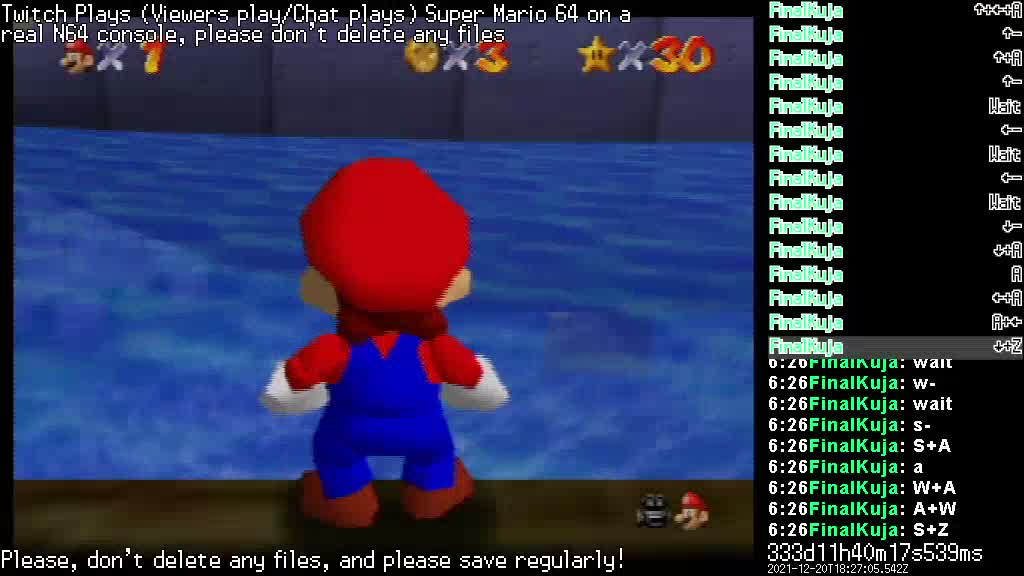 Twitch Plays (Viewers play/Chat plays) Super Mario 64 on a
real N64 console, please don't delete any files
x 1
x 3
x 30
FinalKuja ↑+←+A
FinalKuja ↑-
FinalKuja ↑+A
FinalKuja ↑-
FinalKuja Wait
FinalKuja ←-
FinalKuja Wait
FinalKuja ←-
FinalKuja Wait
FinalKuja ↓-
FinalKuja ↓+A
FinalKuja A
FinalKuja ←+A
FinalKuja A+←
FinalKuja ↓+Z
6:26FinalKuja: wait
6:26FinalKuja: w-
6:26FinalKuja: wait
6:26FinalKuja: s-
6:26FinalKuja: S+A
6:26FinalKuja: a
6:26FinalKuja: W+A
6:26FinalKuja: A+W
6:26FinalKuja: S+Z
333d11h40m17s539ms
2021-12-20T18:27:05.542Z
Please, don't delete any files, and please save regularly!